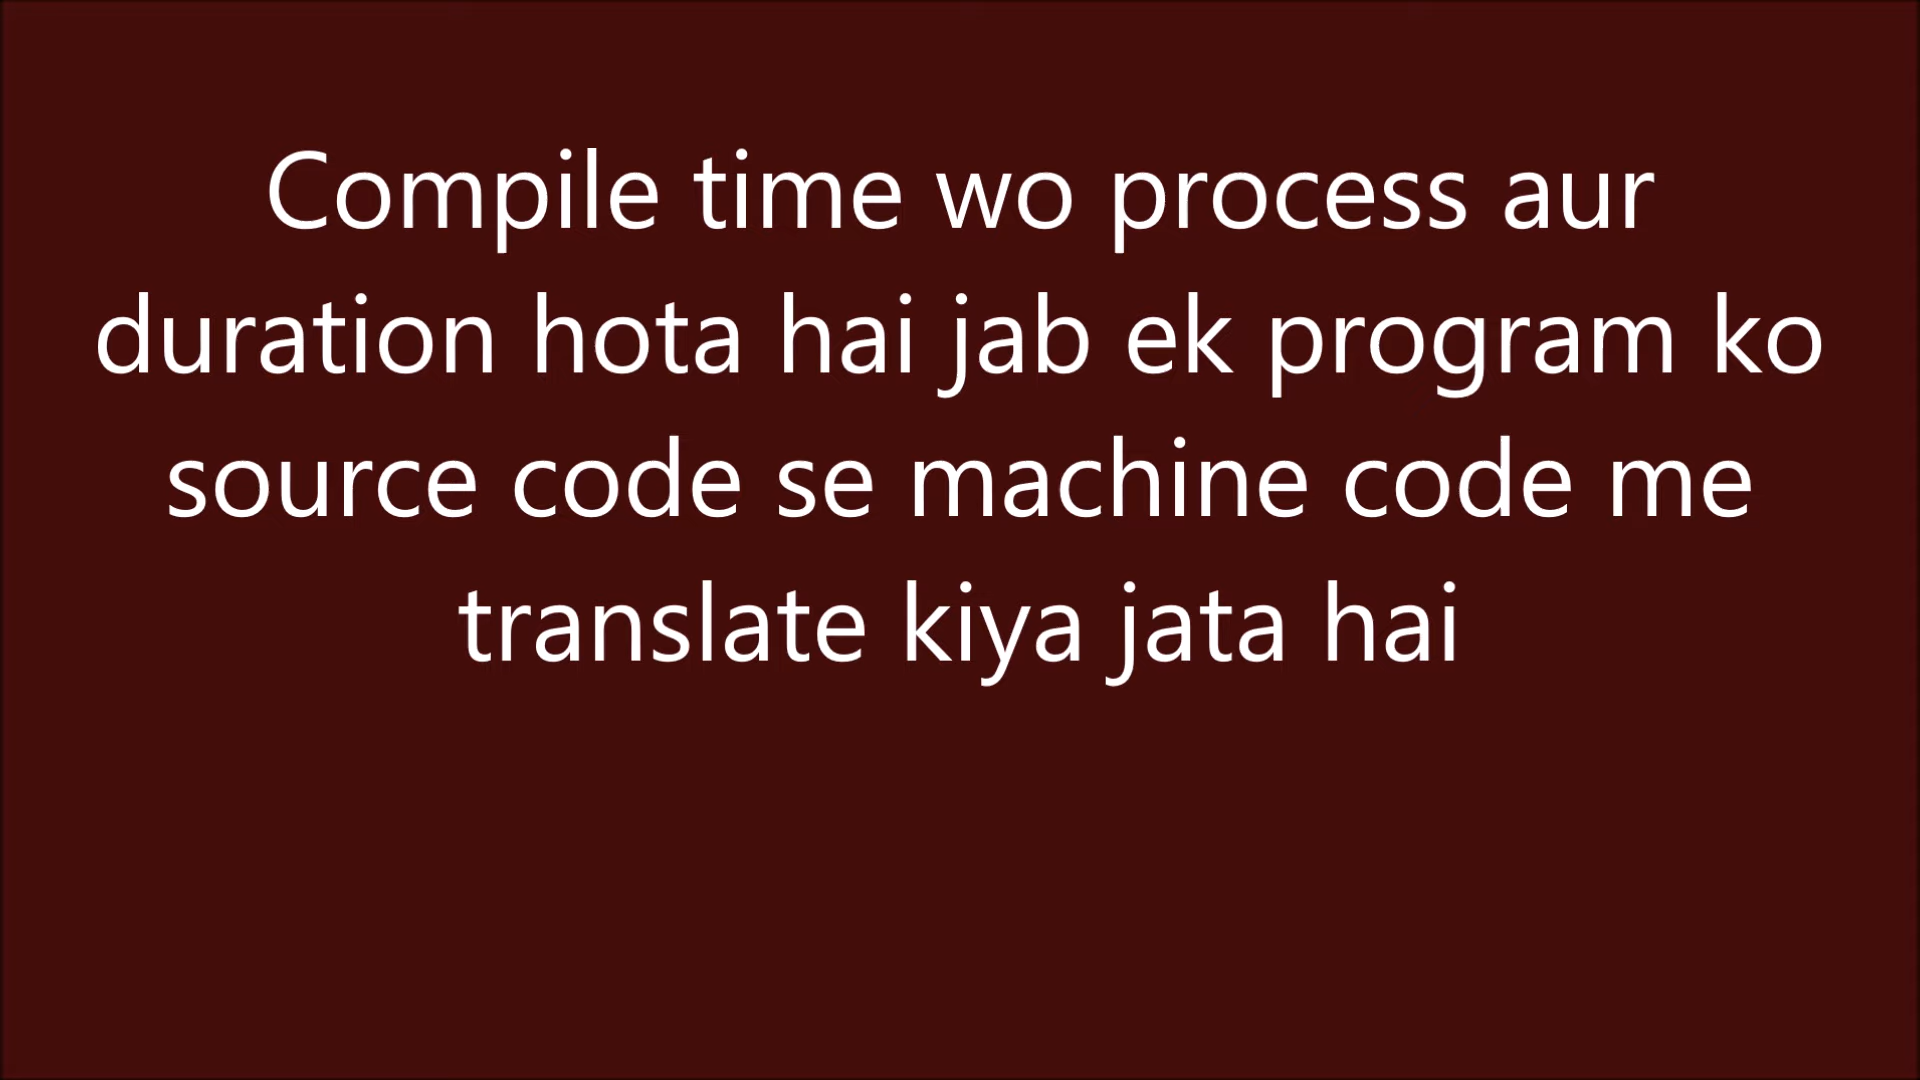 Compile time wo process aur
duration hota hai jab ek program ko
source code se machine code me
translate kiya jata hai